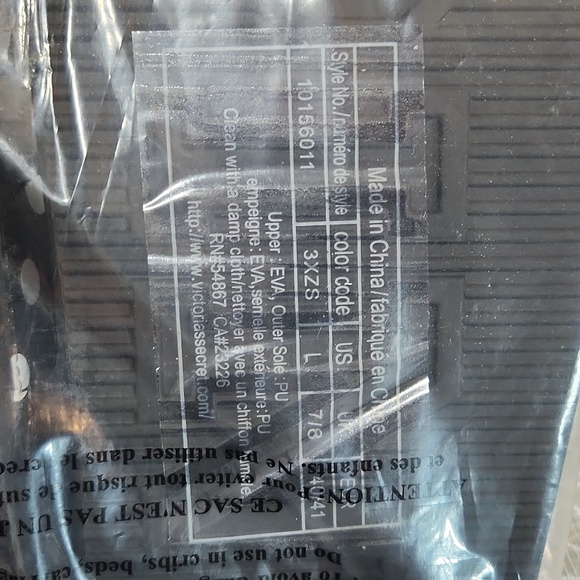 Made in China/fabriqué en Chine
Style No./numéro de style color code US UK
10156011 3XZS L 7/8 40/41
Upper : EVA, Outer Sole :PU
empeigne: EVA,semelle extérieure:PU
Clean with a damp cloth/nettoyer avec un chiffon humide
RN#54867 CA#23226
http://www.victoriassecret.com/
Do not use in cribs, beds,
CE SAC N'EST PAS UN
ATTENTION: Pour éviter tout risque de
et des enfants. Ne pas utiliser dans le